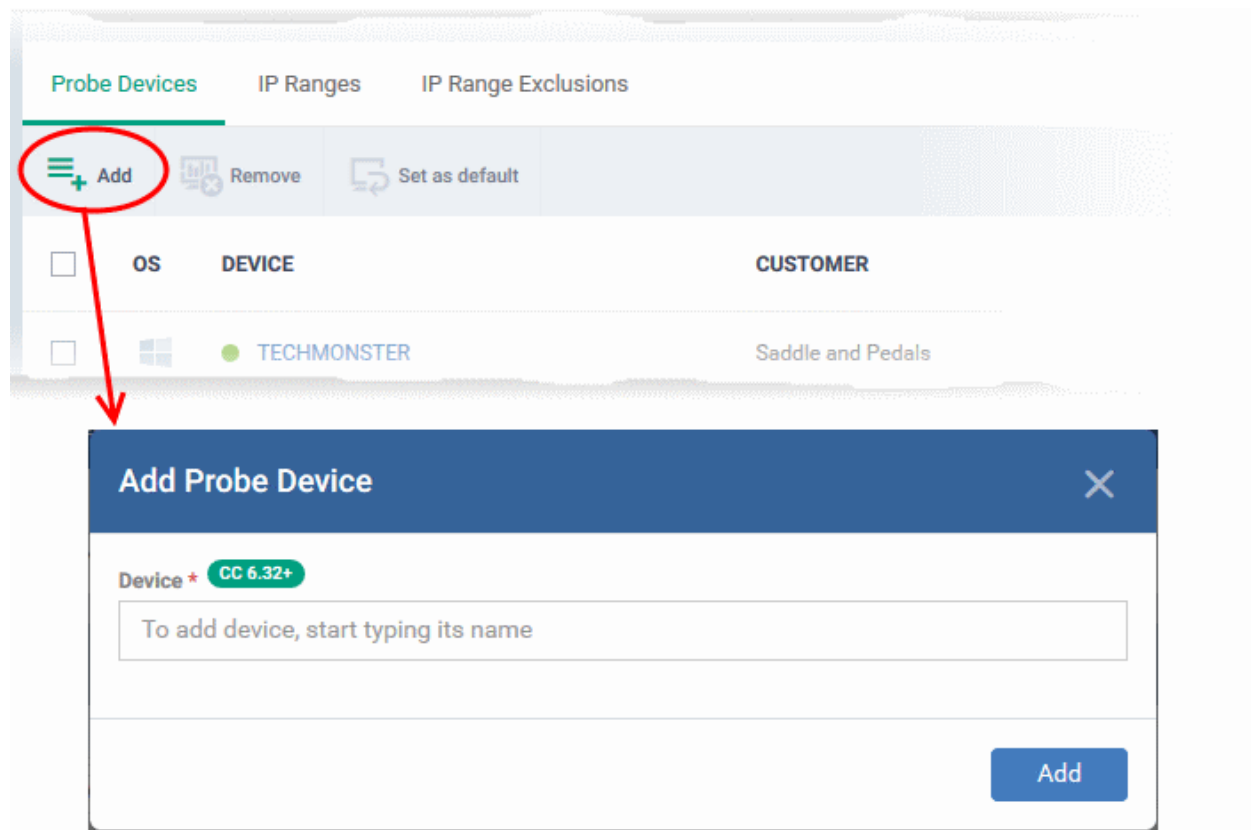 Probe Devices IP Ranges IP Range Exclusions
Add Remove Set as default
OS DEVICE CUSTOMER
TECHMONSTER Saddle and Pedals
Add Probe Device
Device * CC 6.32+
To add device, start typing its name
Add